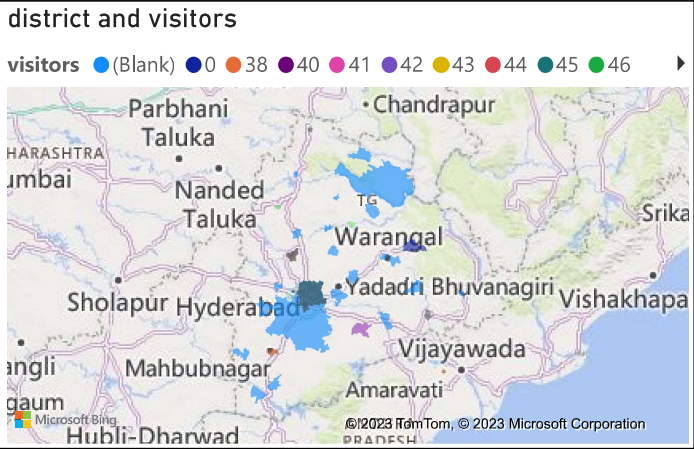 district and visitors
visitors (Blank) 0 38 40 41 42 43 44 45 46
Parbhani
Taluka
Chandrapur
HARASHTRA
umbai
Nanded
Taluka
TG
Srika
Warangal
Yadadri Bhuvanagiri
Sholapur
Hyderabad
Vishakhapa
angli
Mahbubnagar
Vijayawada
gaum
Amaravati
Microsoft Bing
© 2023 TomTom, © 2023 Microsoft Corporation
Hubli-Dharwad
PRADESH